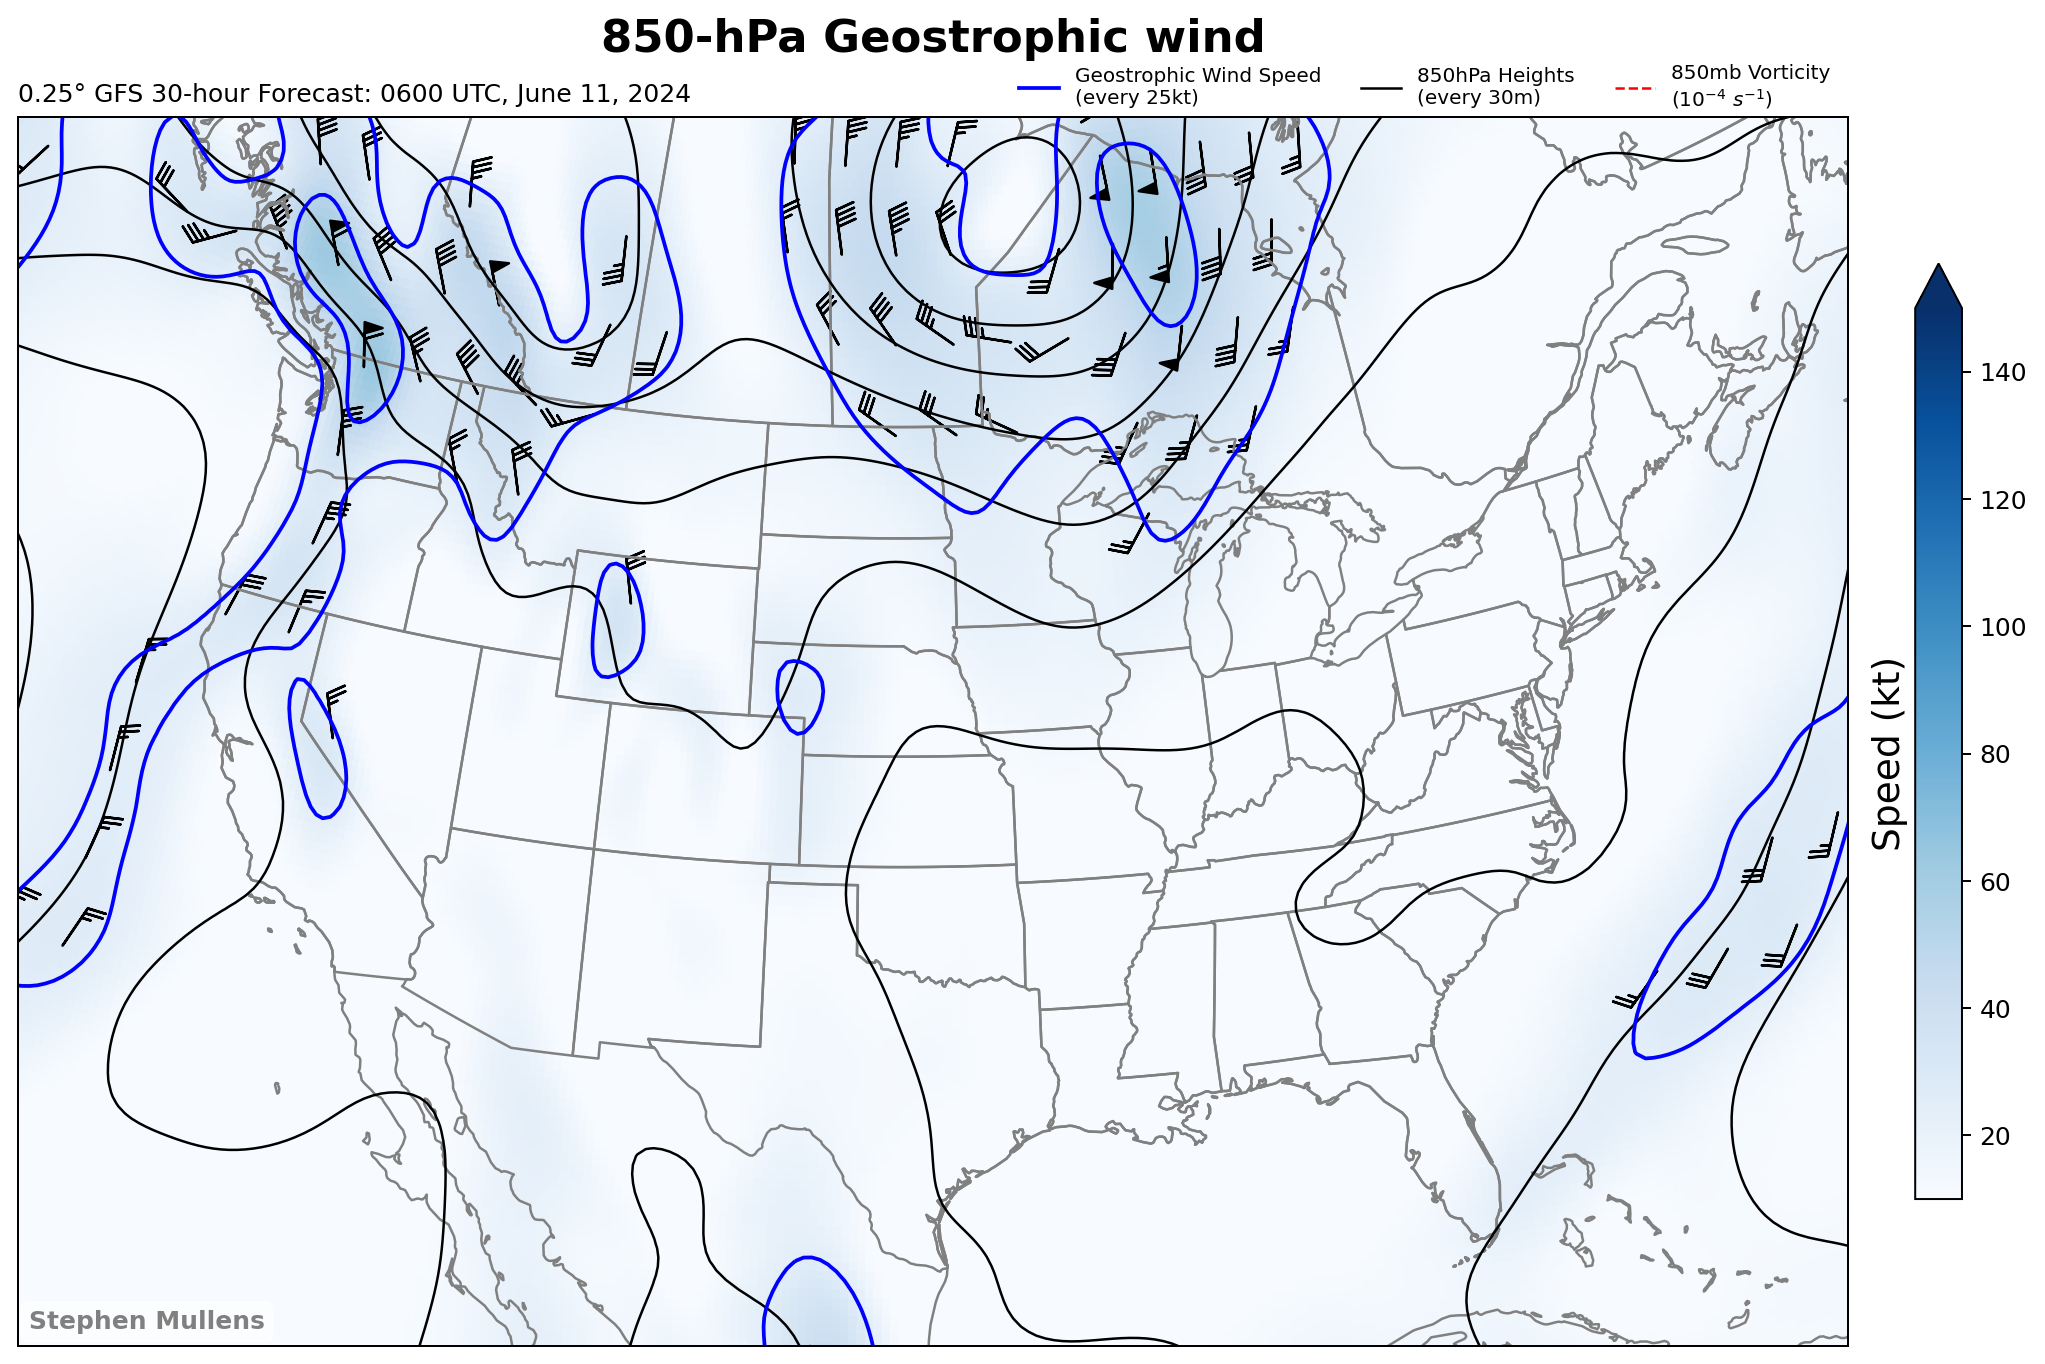 850-hPa Geostrophic wind
0.25° GFS 30-hour Forecast: 0600 UTC, June 11, 2024
Geostrophic Wind Speed
(every 25kt)
850hPa Heights
(every 30m)
850mb Vorticity
(10⁻⁴ s⁻¹)
140
120
100
80
60
40
20
Speed (kt)
Stephen Mullens